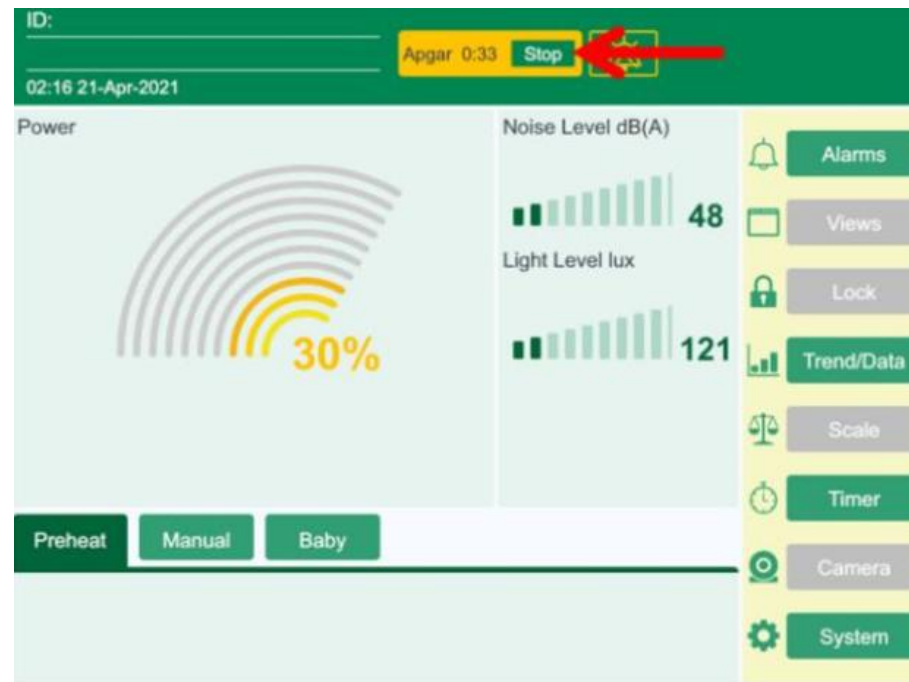 ID:
Apgar 0:33 Stop
02:16 21-Apr-2021
Power
30%
Noise Level dB(A)
48
Light Level lux
121
Alarms
Views
Lock
Trend/Data
Scale
Timer
Camera
System
Preheat Manual Baby